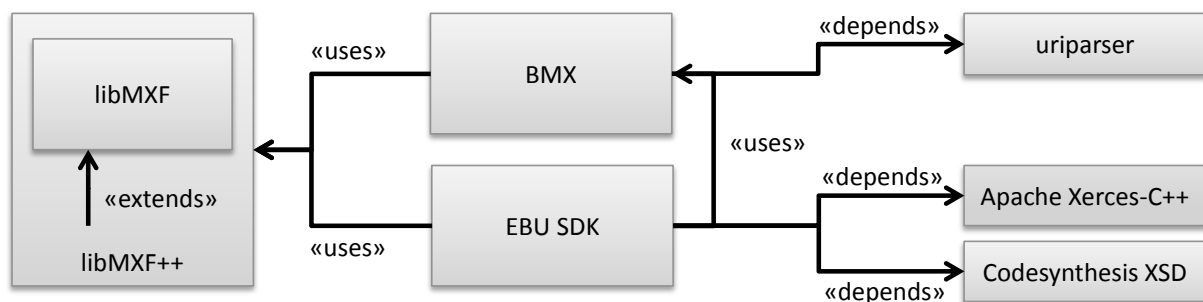 libMXF
«extends»
libMXF++
«uses»
«uses»
BMX
EBU SDK
«uses»
«depends»
uriparser
«depends»
Apache Xerces-C++
Codesynthesis XSD
«depends»